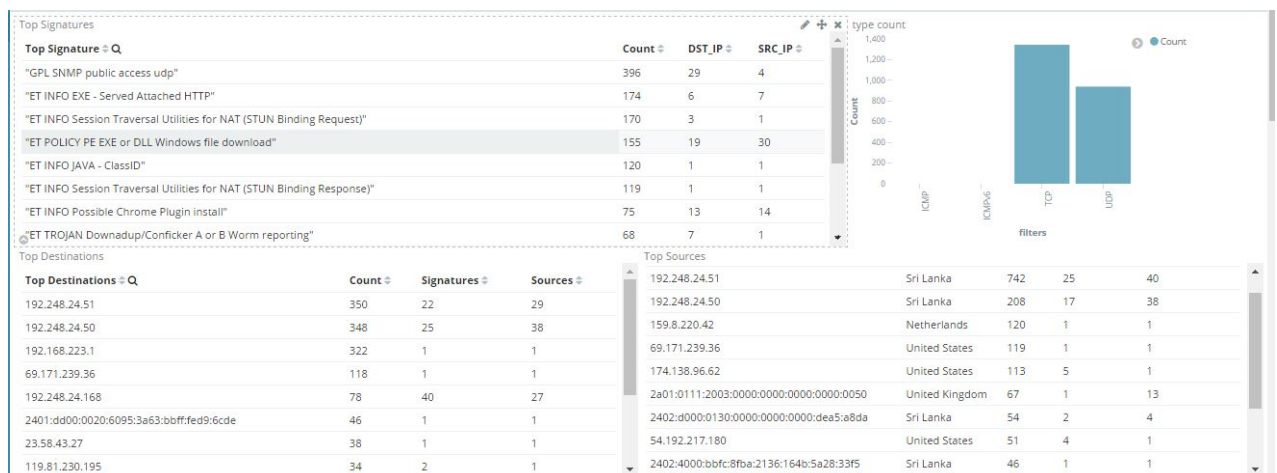 Top Signatures
Top Signature Count DST_IP SRC_IP
"GPL SNMP public access udp" 396 29 4
"ET INFO EXE - Served Attached HTTP" 174 6 7
"ET INFO Session Traversal Utilities for NAT (STUN Binding Request)" 170 3 1
"ET POLICY PE EXE or DLL Windows file download" 155 19 30
"ET INFO JAVA - ClassID" 120 1 1
"ET INFO Session Traversal Utilities for NAT (STUN Binding Response)" 119 1 1
"ET INFO Possible Chrome Plugin install" 75 13 14
"ET TROJAN Downadup/Conficker A or B Worm reporting" 68 7 1
type count
Count
1,400
1,200
1,000
800
600
400
200
0
Count
ICMP
ICMPv6
TCP
UDP
filters
Top Destinations
Top Destinations Count Signatures Sources
192.248.24.51 350 22 29
192.248.24.50 348 25 38
192.168.223.1 322 1 1
69.171.239.36 118 1 1
192.248.24.168 78 40 27
2401:dd00:0020:6095:3a63:bbff:fed9:6cde 46 1 1
23.58.43.27 38 1 1
119.81.230.195 34 2 1
Top Sources
192.248.24.51 Sri Lanka 742 25 40
192.248.24.50 Sri Lanka 208 17 38
159.8.220.42 Netherlands 120 1 1
69.171.239.36 United States 119 1 1
174.138.96.62 United States 113 5 1
2a01:0111:2003:0000:0000:0000:0000:0050 United Kingdom 67 1 13
2402:d000:0130:0000:0000:0000:dea5:a8da Sri Lanka 54 2 4
54.192.217.180 United States 51 4 1
2402:4000:bbfc:8fba:2136:164b:5a28:33f5 Sri Lanka 46 1 1